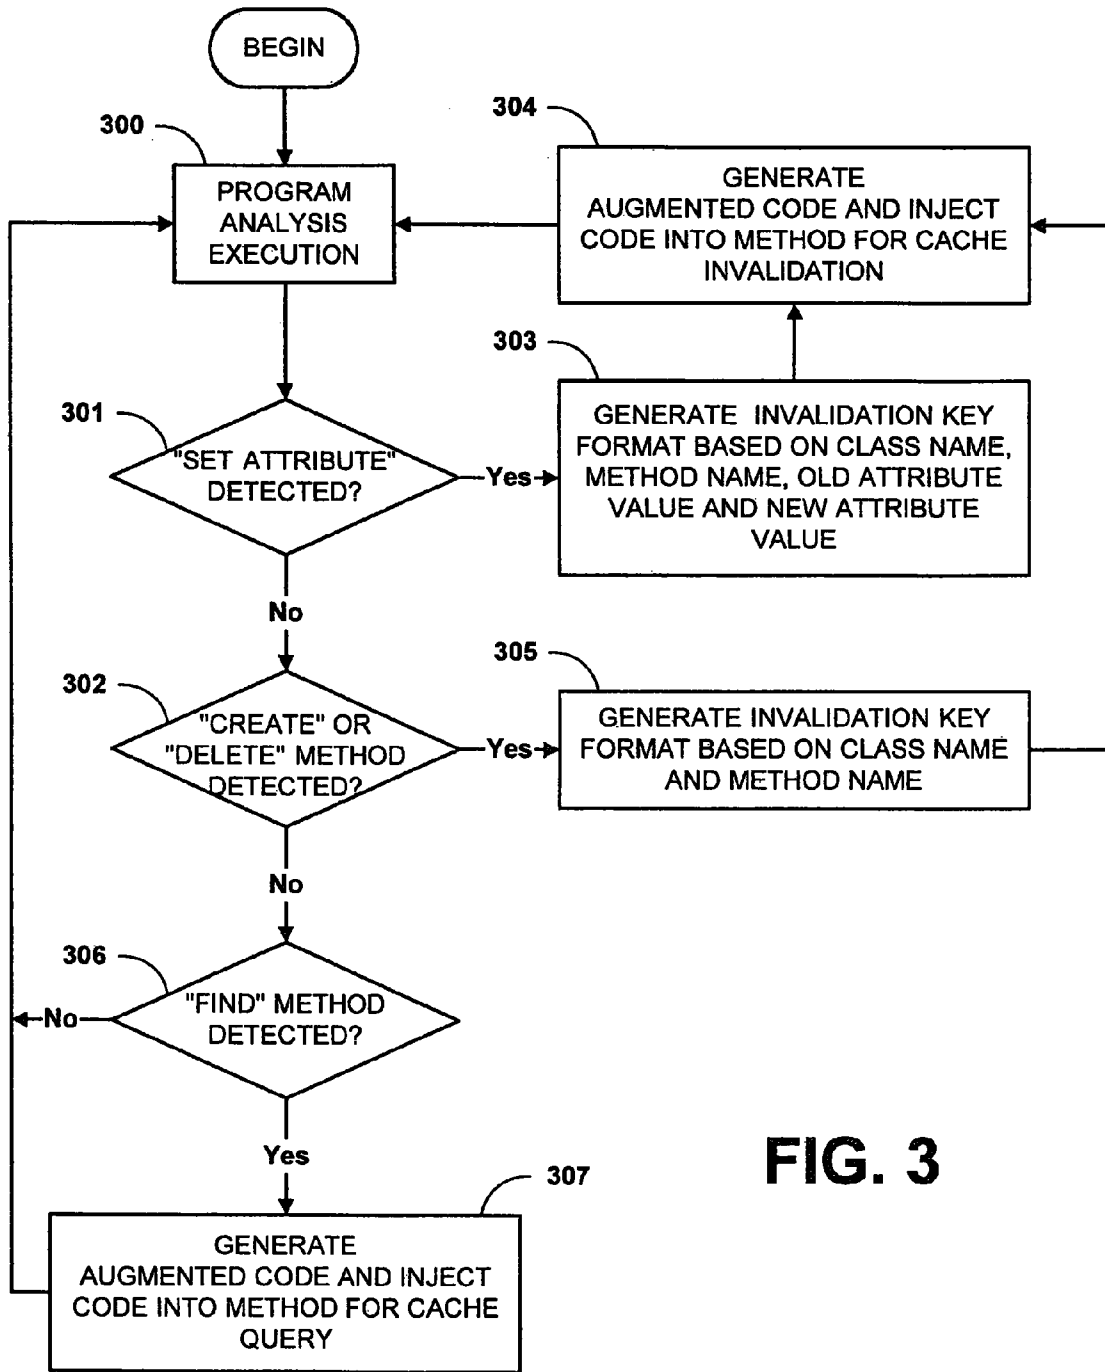 BEGIN
300
PROGRAM
ANALYSIS
EXECUTION
304
GENERATE
AUGMENTED CODE AND INJECT
CODE INTO METHOD FOR CACHE
INVALIDATION
301
"SET ATTRIBUTE"
DETECTED?
Yes
303
GENERATE INVALIDATION KEY
FORMAT BASED ON CLASS NAME,
METHOD NAME, OLD ATTRIBUTE
VALUE AND NEW ATTRIBUTE
VALUE
No
302
"CREATE" OR
"DELETE" METHOD
DETECTED?
Yes
305
GENERATE INVALIDATION KEY
FORMAT BASED ON CLASS NAME
AND METHOD NAME
No
306
"FIND" METHOD
DETECTED?
No
Yes
307
GENERATE
AUGMENTED CODE AND INJECT
CODE INTO METHOD FOR CACHE
QUERY
FIG. 3